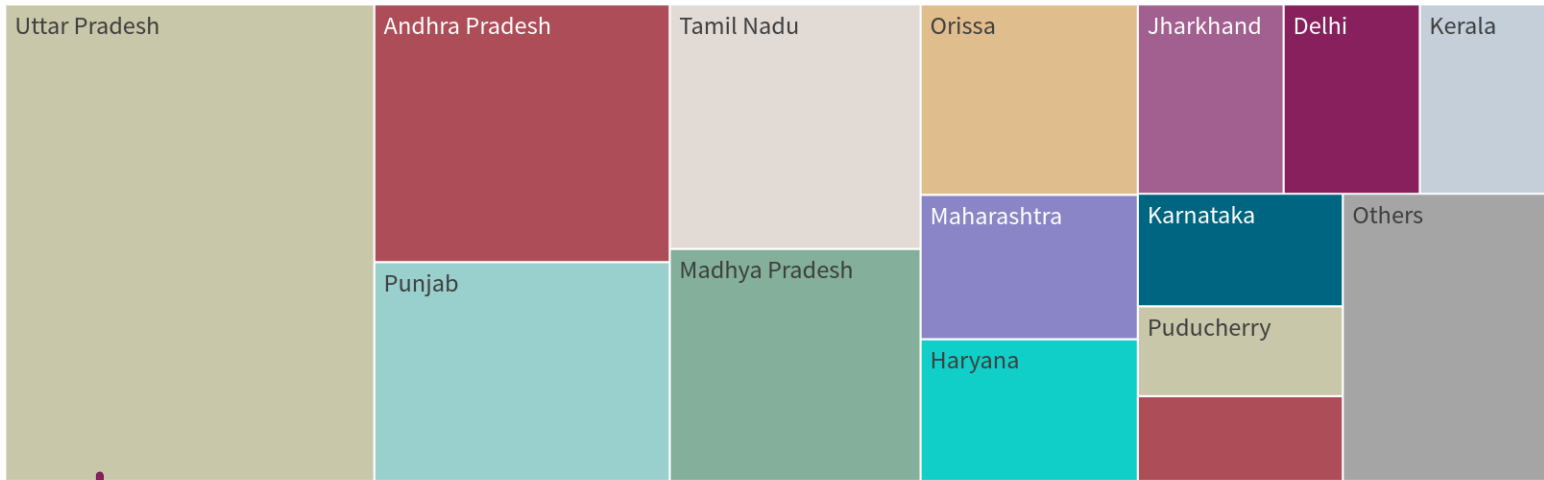 Uttar Pradesh
Andhra Pradesh
Tamil Nadu
Orissa
Jharkhand
Delhi
Kerala
Maharashtra
Karnataka
Others
Madhya Pradesh
Punjab
Puducherry
Haryana